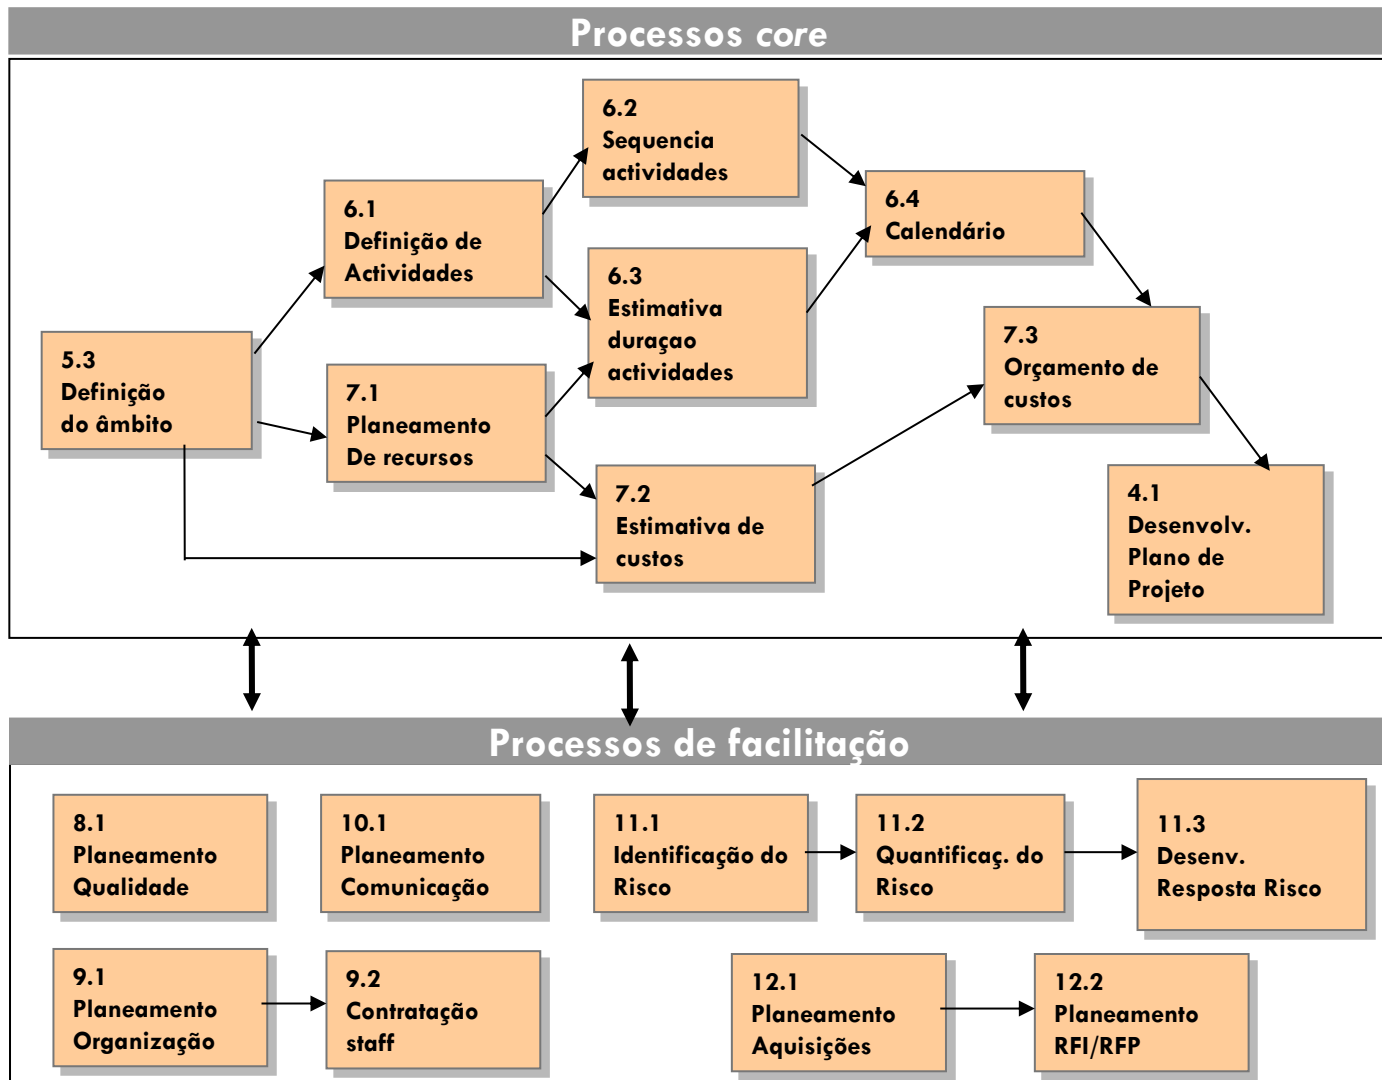 Processos core
6.2
Sequencia
actividades
6.1
Definição de
Actividades
6.4
Calendário
6.3
Estimativa
duraçao
actividades
5.3
Definição
do âmbito
7.1
Planeamento
De recursos
7.3
Orçamento de
custos
7.2
Estimativa de
custos
4.1
Desenvolv.
Plano de
Projeto
Processos de facilitação
8.1
Planeamento
Qualidade
10.1
Planeamento
Comunicação
11.1
Identificação do
Risco
11.2
Quantificaç. do
Risco
11.3
Desenv.
Resposta Risco
9.1
Planeamento
Organização
9.2
Contratação
staff
12.1
Planeamento
Aquisições
12.2
Planeamento
RFI/RFP